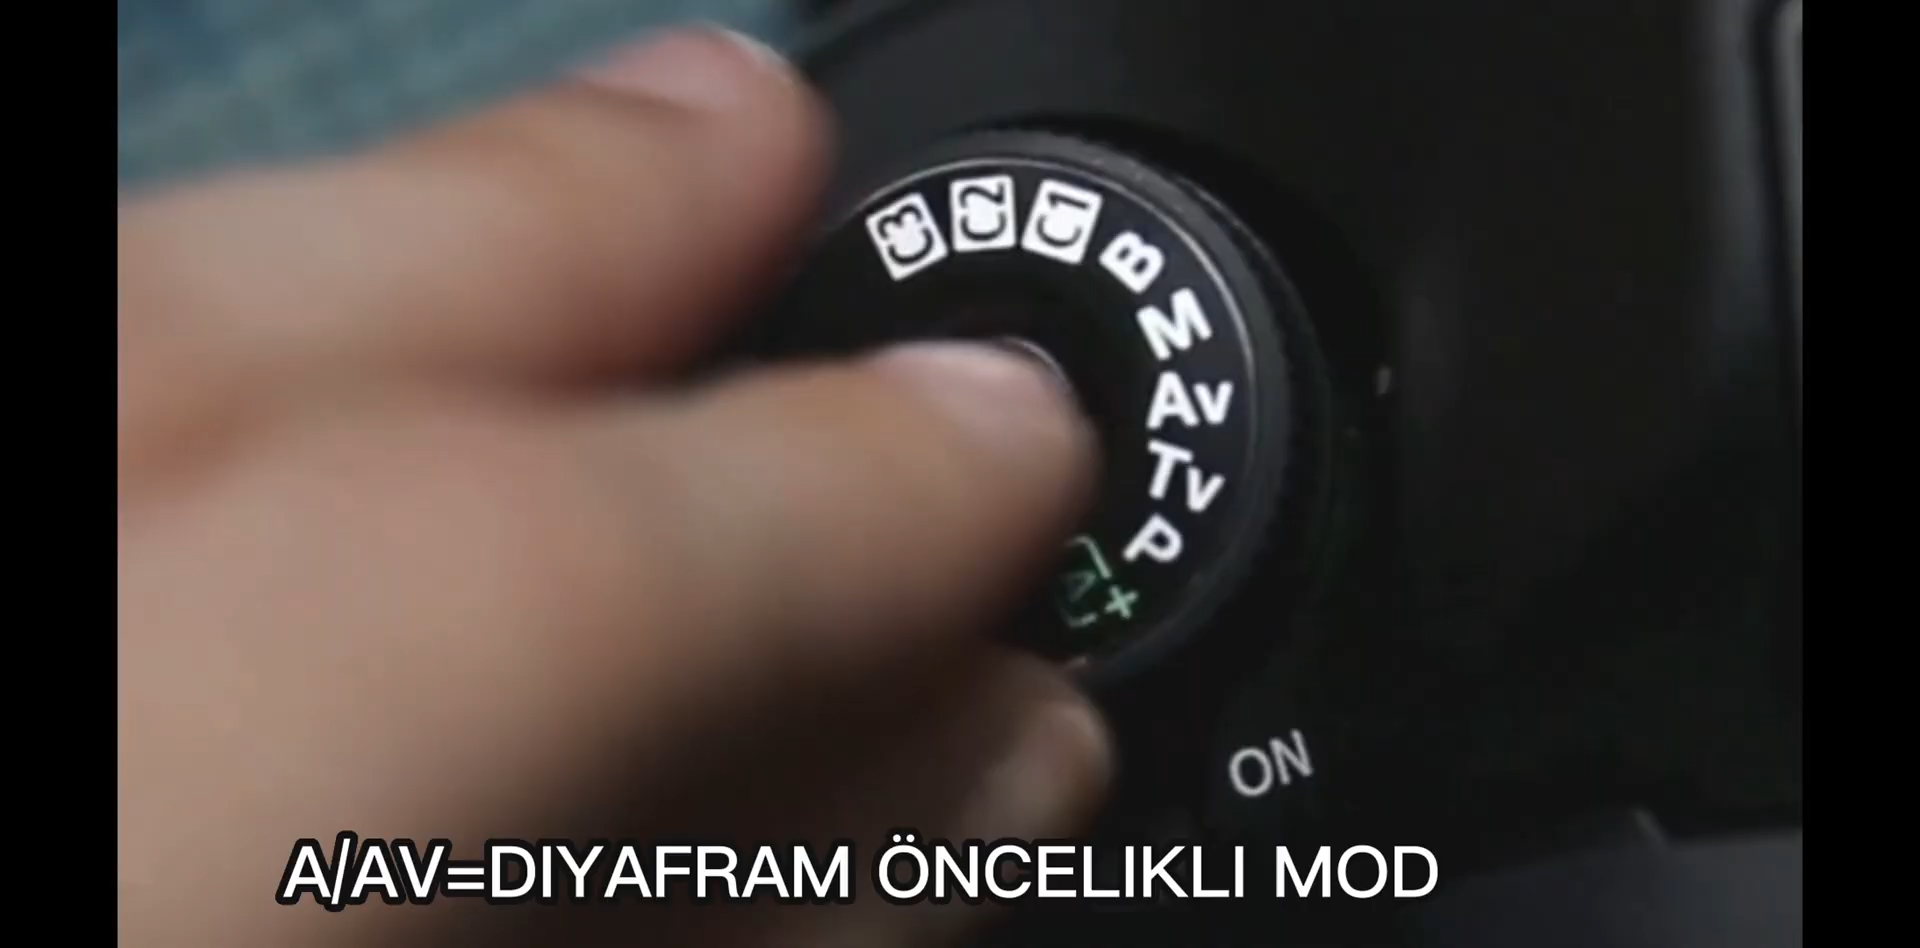 C3
C2
C1
B
M
Av
Tv
P
A+
ON
A/AV=DIYAFRAM ÖNCELIKLI MOD